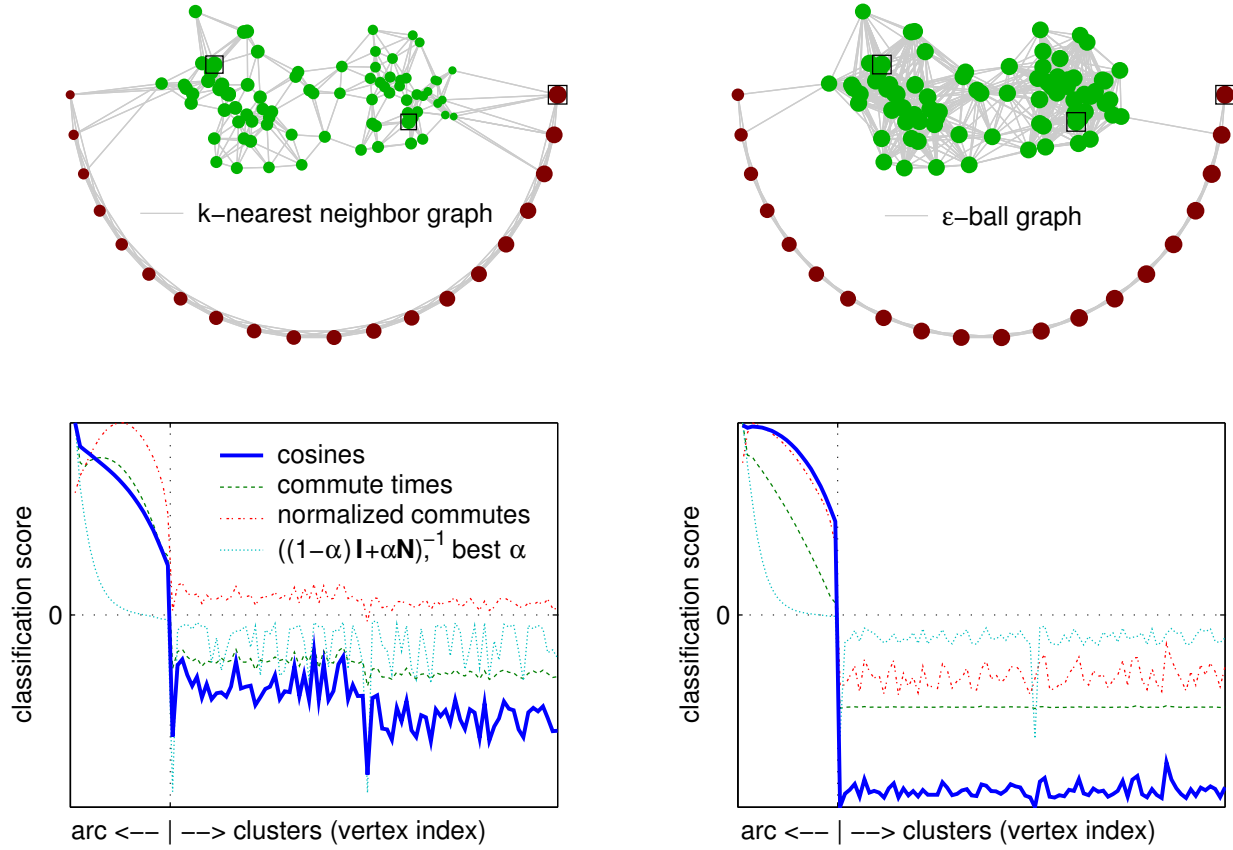 k−nearest neighbor graph
ε−ball graph
classification score
0
cosines
commute times
normalized commutes
((1−α) I+αN),⁻¹ best α
arc <−− | −−> clusters (vertex index)
classification score
0
arc <−− | −−> clusters (vertex index)